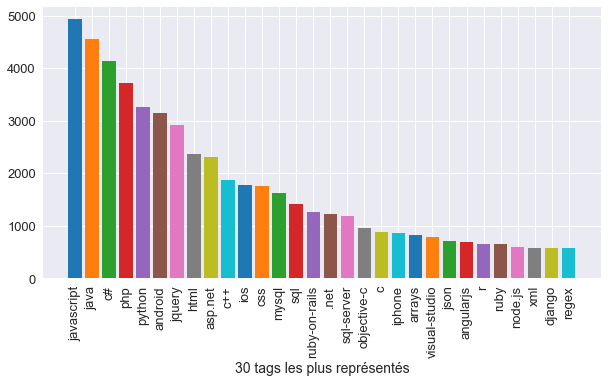 5000
4000
3000
2000
1000
0
javascript
java
c#
php
python
android
jquery
html
asp.net
c++
ios
css
mysql
sql
ruby-on-rails
.net
sql-server
objective-c
c
iphone
arrays
visual-studio
json
angularjs
r
ruby
node.js
xml
django
regex
30 tags les plus représentés